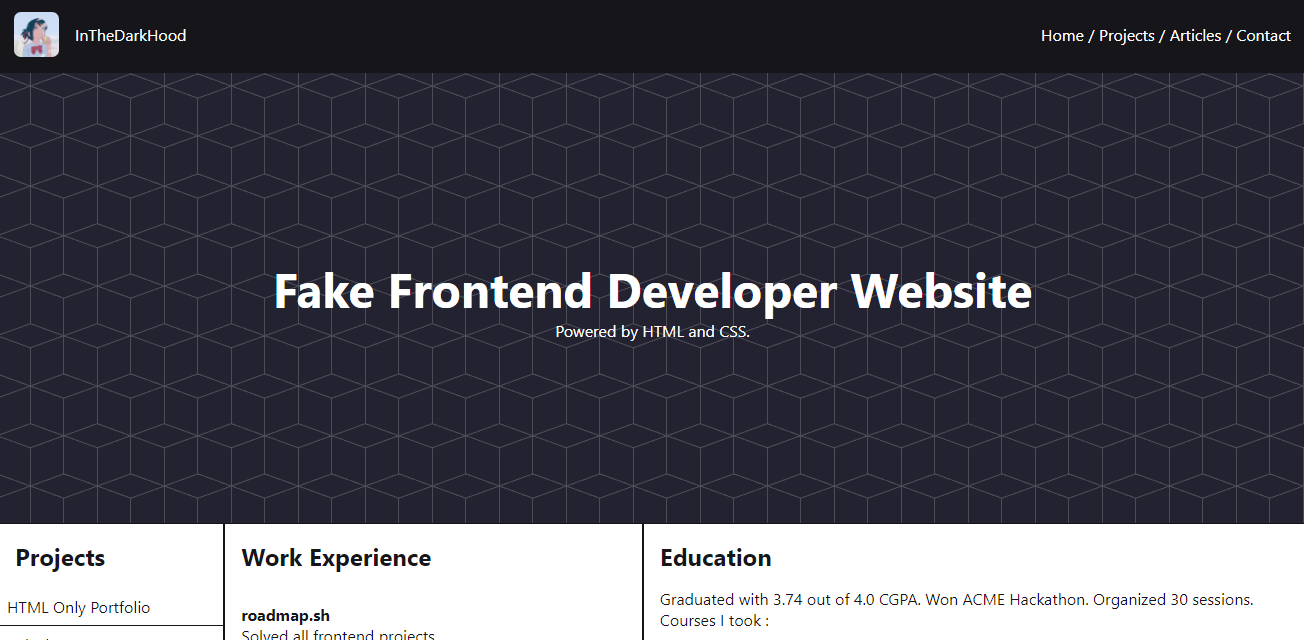 InTheDarkHood
Home / Projects / Articles / Contact
Fake Frontend Developer Website
Powered by HTML and CSS.
Projects
HTML Only Portfolio
Work Experience
roadmap.sh
Solved all frontend projects
Education
Graduated with 3.74 out of 4.0 CGPA. Won ACME Hackathon. Organized 30 sessions.
Courses I took :